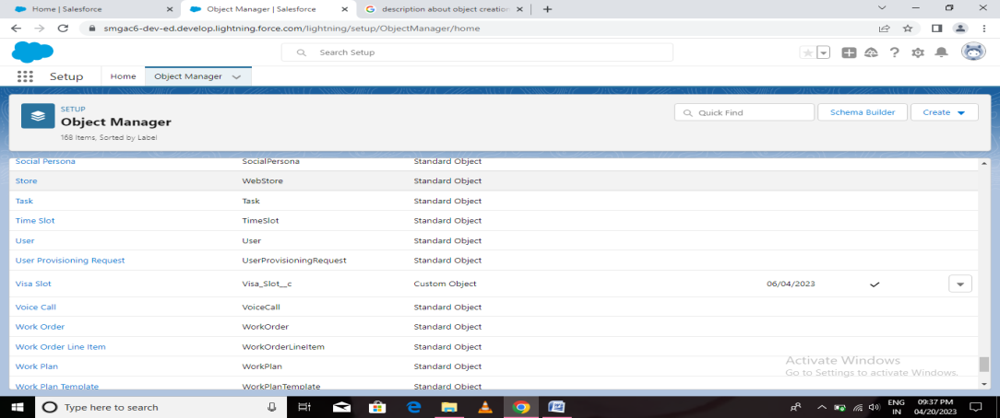 Home | Salesforce
Object Manager | Salesforce
description about object creation
smgac6-dev-ed.develop.lightning.force.com/lightning/setup/ObjectManager/home
Search Setup
Setup Home Object Manager
SETUP
Object Manager
168 Items, Sorted by Label
Quick Find
Schema Builder
Create
Social Persona SocialPersona Standard Object
Store WebStore Standard Object
Task Task Standard Object
Time Slot TimeSlot Standard Object
User User Standard Object
User Provisioning Request UserProvisioningRequest Standard Object
Visa Slot Visa_Slot__c Custom Object 06/04/2023
Voice Call VoiceCall Standard Object
Work Order WorkOrder Standard Object
Work Order Line Item WorkOrderLineItem Standard Object
Work Plan WorkPlan Standard Object
Work Plan Template WorkPlanTemplate Standard Object
Activate Windows
Go to Settings to activate Windows.
Type here to search
ENG
IN
09:37 PM
04/20/2023